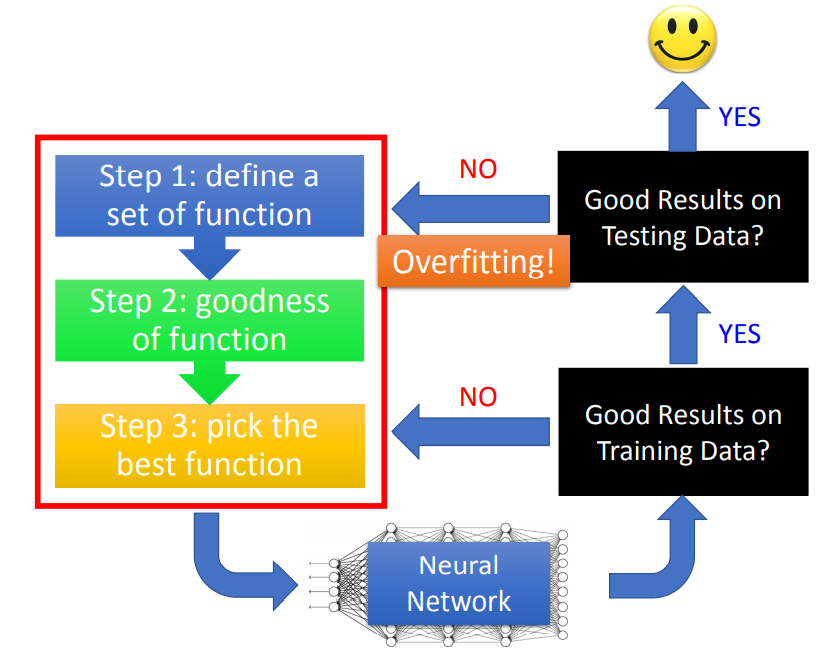 YES
Step 1: define a
set of function
NO
Good Results on
Testing Data?
Overfitting!
Step 2: goodness
of function
YES
Step 3: pick the
best function
NO
Good Results on
Training Data?
Neural
Network